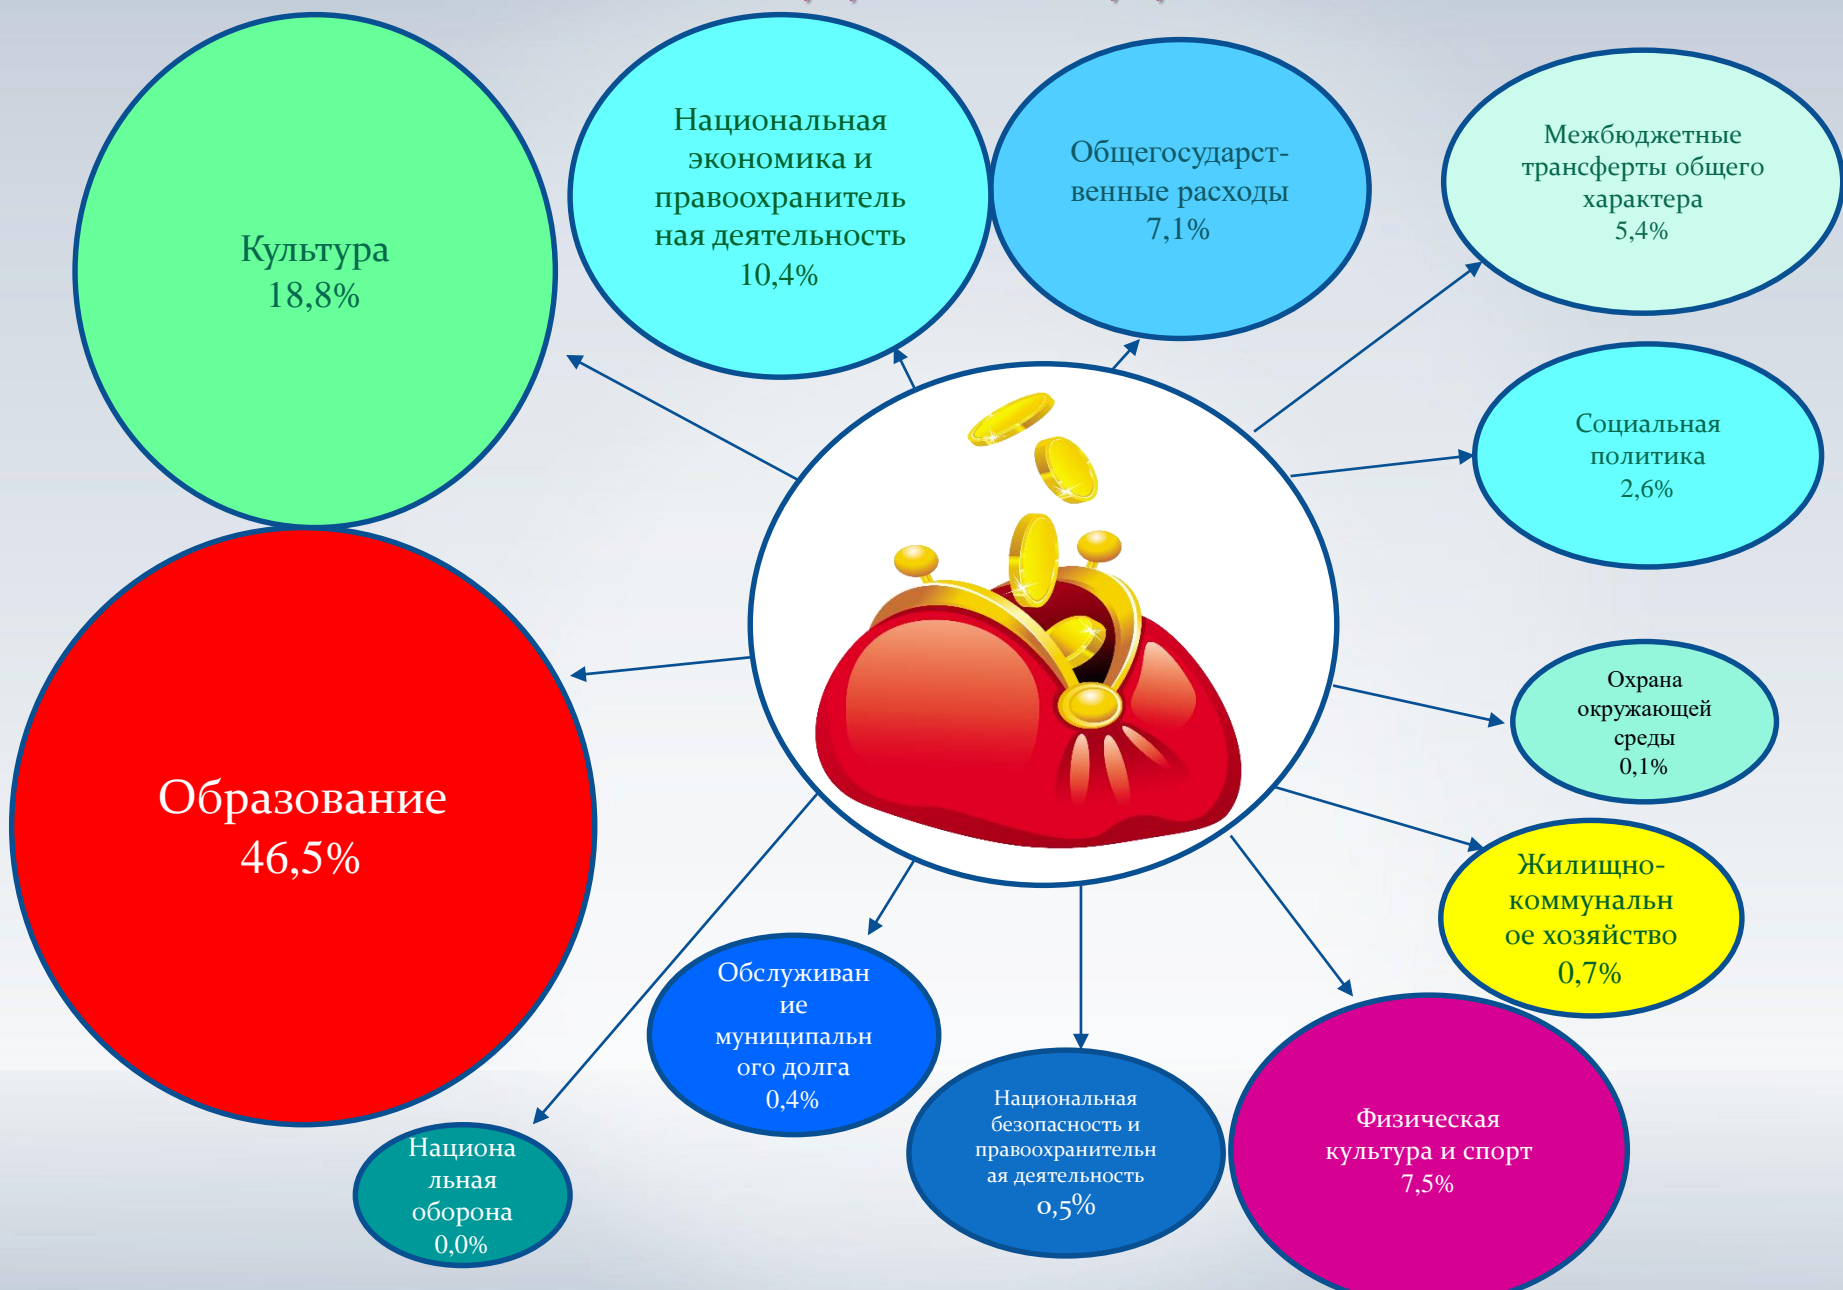 Культура
18,8%
Национальная
экономика и
правоохранитель
ная деятельность
10,4%
Общегосударст-
венные расходы
7,1%
Межбюджетные
трансферты общего
характера
5,4%
Социальная
политика
2,6%
Охрана
окружающей
среды
0,1%
Жилищно-
коммунальн
ое хозяйство
0,7%
Физическая
культура и спорт
7,5%
Национальная
безопасность и
правоохранительн
ая деятельность
0,5%
Обслуживан
ие
муниципальн
ого долга
0,4%
Национа
льная
оборона
0,0%
Образование
46,5%